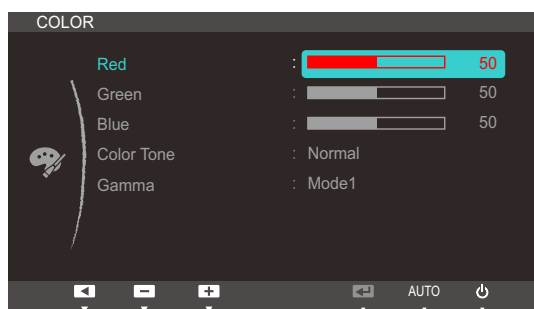 COLOR
Red : 50
Green : 50
Blue : 50
Color Tone : Normal
Gamma : Mode1
AUTO